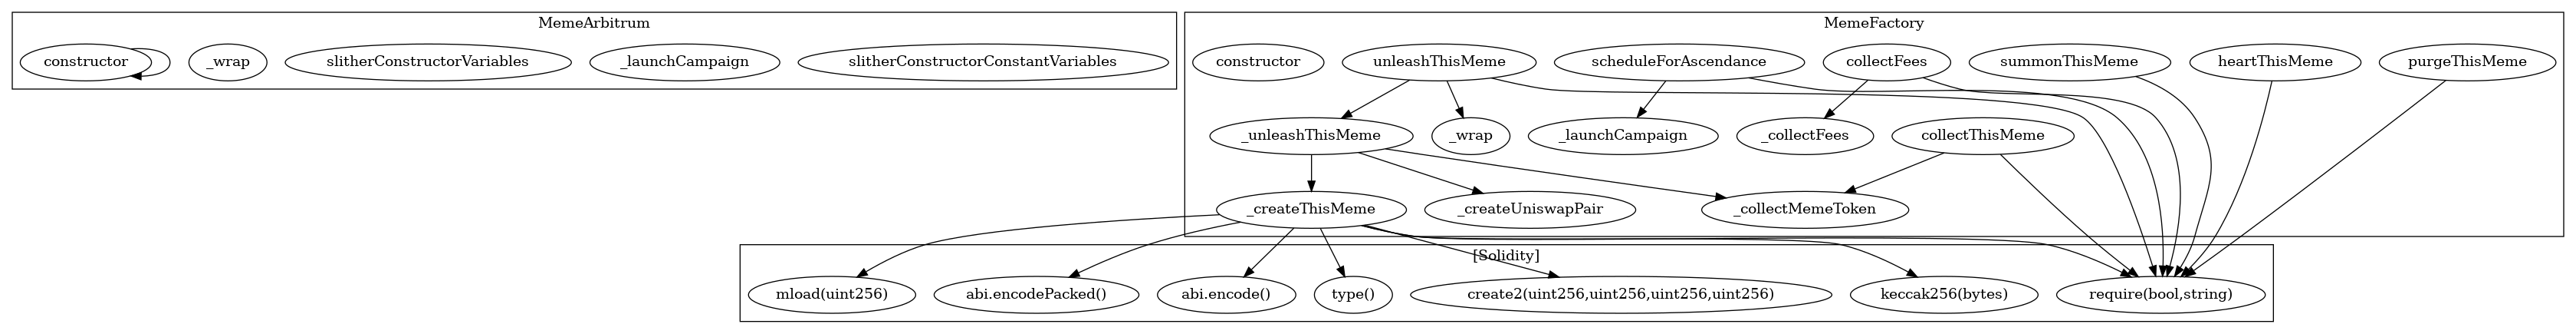 MemeArbitrum
constructor
_wrap
slitherConstructorVariables
_launchCampaign
slitherConstructorConstantVariables
MemeFactory
constructor
unleashThisMeme
scheduleForAscendance
collectFees
summonThisMeme
heartThisMeme
purgeThisMeme
_unleashThisMeme
_wrap
_launchCampaign
_collectFees
collectThisMeme
_createThisMeme
_createUniswapPair
_collectMemeToken
[Solidity]
mload(uint256)
abi.encodePacked()
abi.encode()
type()
create2(uint256,uint256,uint256,uint256)
keccak256(bytes)
require(bool,string)